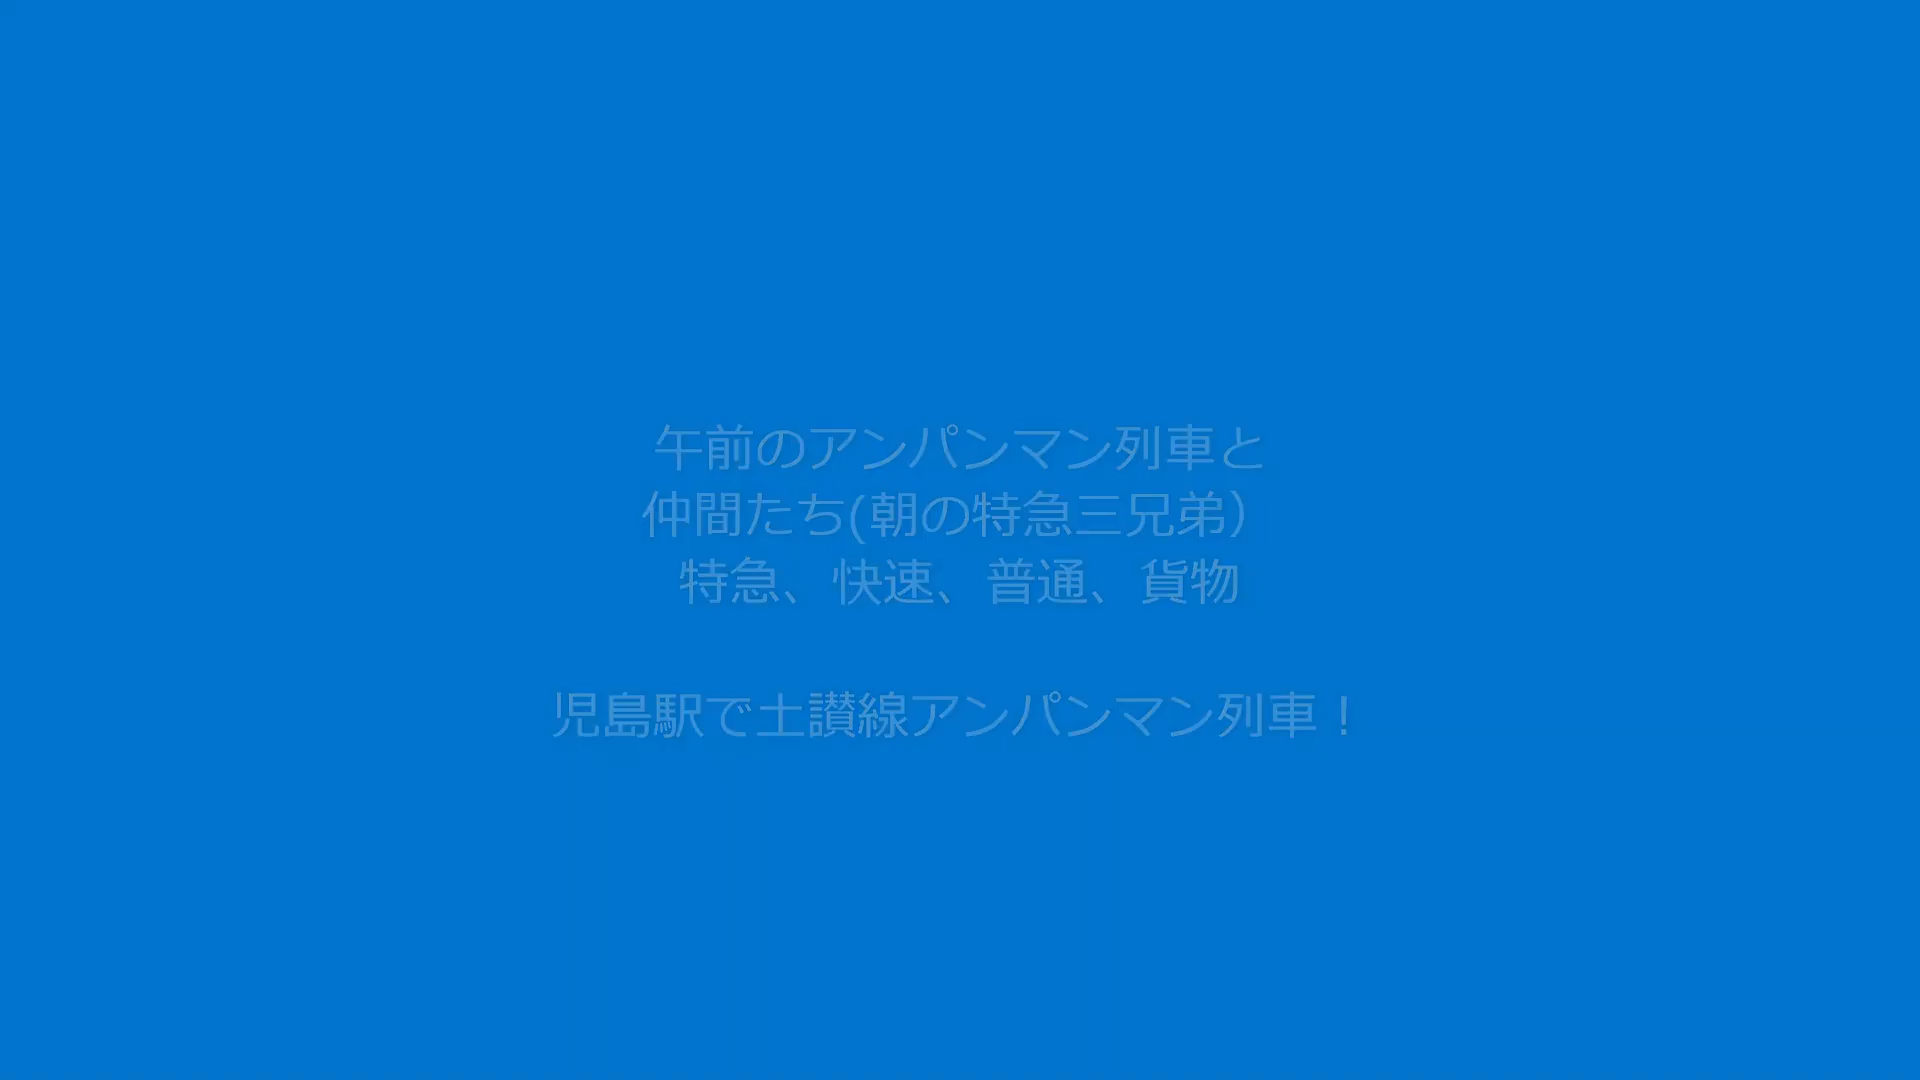 午前のアンパンマン列車と
仲間たち(朝の特急三兄弟）
特急、快速、普通、貨物
児島駅で土讃線アンパンマン列車！